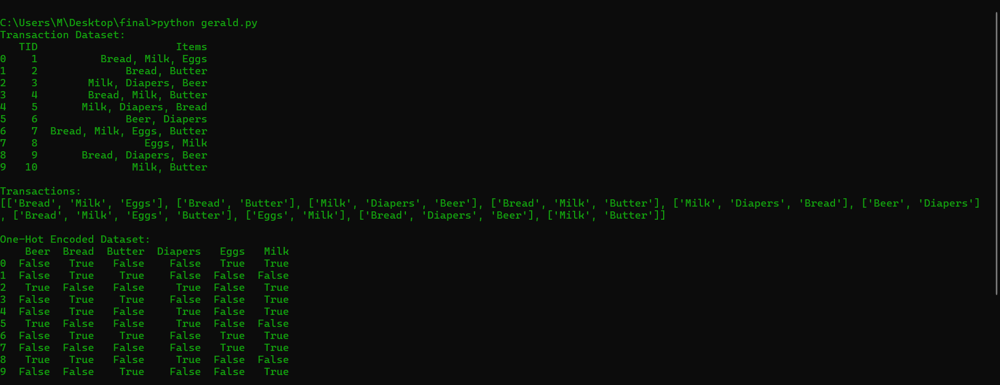 C:\Users\M\Desktop\final>python gerald.py
Transaction Dataset:
   TID                      Items
0    1          Bread, Milk, Eggs
1    2              Bread, Butter
2    3        Milk, Diapers, Beer
3    4        Bread, Milk, Butter
4    5       Milk, Diapers, Bread
5    6              Beer, Diapers
6    7  Bread, Milk, Eggs, Butter
7    8                 Eggs, Milk
8    9       Bread, Diapers, Beer
9   10               Milk, Butter

Transactions:
[['Bread', 'Milk', 'Eggs'], ['Bread', 'Butter'], ['Milk', 'Diapers', 'Beer'], ['Bread', 'Milk', 'Butter'], ['Milk', 'Diapers', 'Bread'], ['Beer', 'Diapers']
, ['Bread', 'Milk', 'Eggs', 'Butter'], ['Eggs', 'Milk'], ['Bread', 'Diapers', 'Beer'], ['Milk', 'Butter']]

One-Hot Encoded Dataset:
    Beer  Bread  Butter  Diapers   Eggs   Milk
0  False   True   False    False   True   True
1  False   True    True    False  False  False
2   True  False   False     True  False   True
3  False   True    True    False  False   True
4  False   True   False     True  False   True
5   True  False   False     True  False  False
6  False   True    True    False   True   True
7  False  False   False    False   True   True
8   True   True   False     True  False  False
9  False  False    True    False  False   True